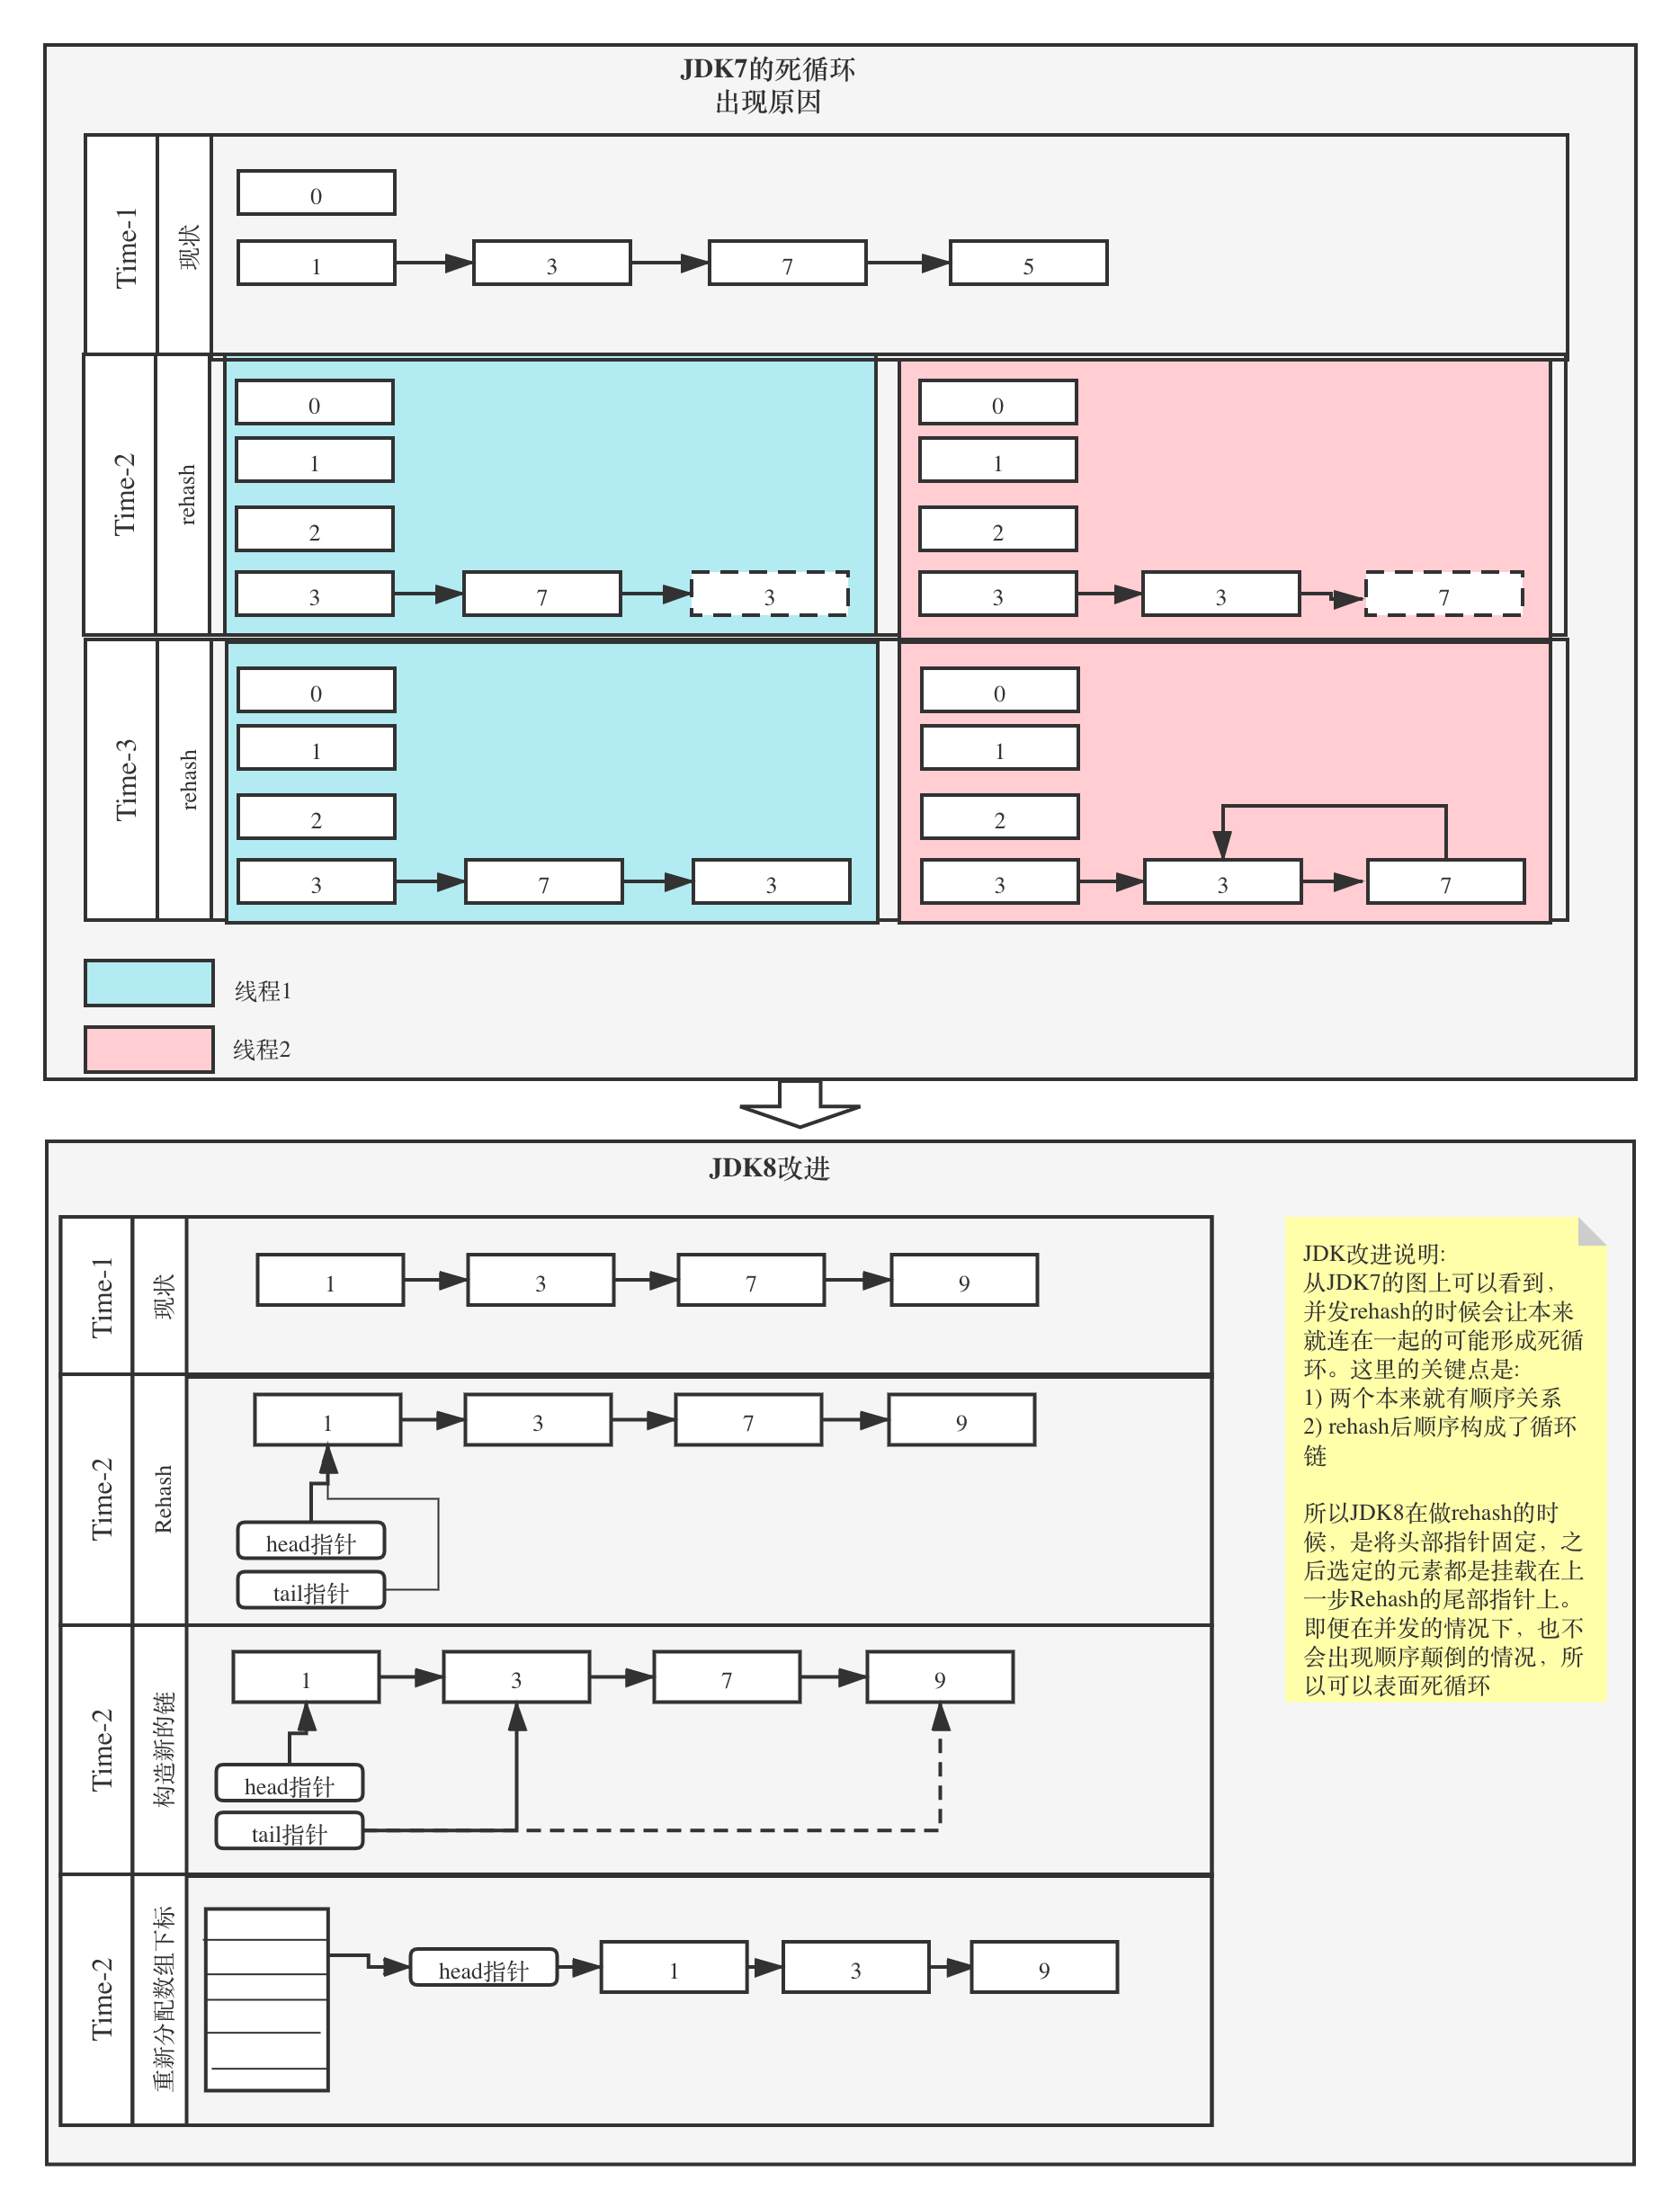 JDK7的死循环
出现原因
Time-1
现状
0
1
3
7
5
Time-2
rehash
0
1
2
3
7
3
0
1
2
3
3
7
Time-3
rehash
0
1
2
3
7
3
0
1
2
3
3
7
线程1
线程2
JDK8改进
Time-1
现状
1
3
7
9
Time-2
Rehash
1
3
7
9
head指针
tail指针
Time-2
构造新的链
1
3
7
9
head指针
tail指针
Time-2
重新分配数组下标
head指针
1
3
9
JDK改进说明:
从JDK7的图上可以看到，
并发rehash的时候会让本来
就连在一起的可能形成死循
环。这里的关键点是:
1) 两个本来就有顺序关系
2) rehash后顺序构成了循环
链
所以JDK8在做rehash的时
候，是将头部指针固定，之
后选定的元素都是挂载在上
一步Rehash的尾部指针上。
即便在并发的情况下，也不
会出现顺序颠倒的情况，所
以可以表面死循环